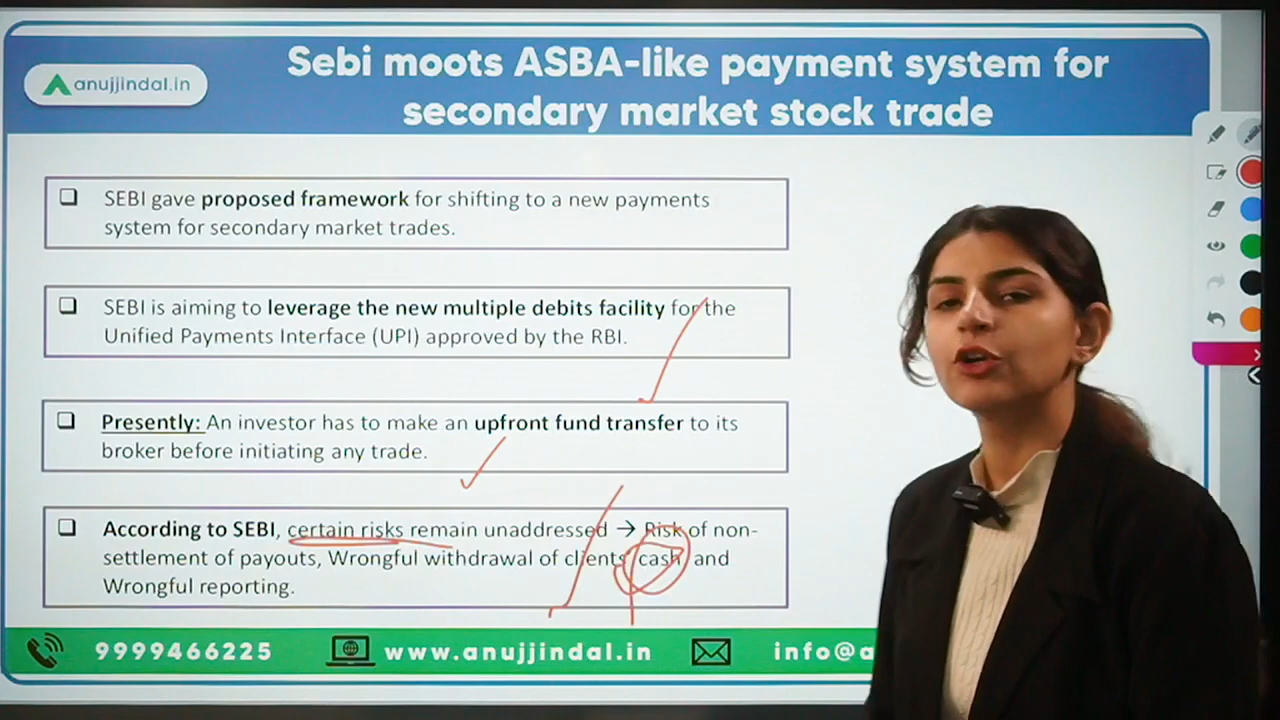 anujjindal.in
Sebi moots ASBA-like payment system for
secondary market stock trade
❑ SEBI gave proposed framework for shifting to a new payments
system for secondary market trades.
❑ SEBI is aiming to leverage the new multiple debits facility for the
Unified Payments Interface (UPI) approved by the RBI.
❑ Presently: An investor has to make an upfront fund transfer to its
broker before initiating any trade.
❑ According to SEBI, certain risks remain unaddressed → Risk of non-
settlement of payouts, Wrongful withdrawal of clients' cash and
Wrongful reporting.
9999466225 www.anujjindal.in info@a